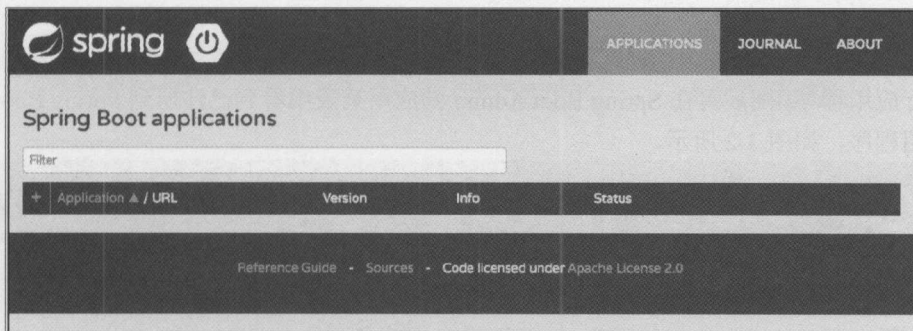 spring
APPLICATIONS JOURNAL ABOUT
Spring Boot applications
Filter
+ Application ▲ / URL Version Info Status
Reference Guide - Sources - Code licensed under Apache License 2.0